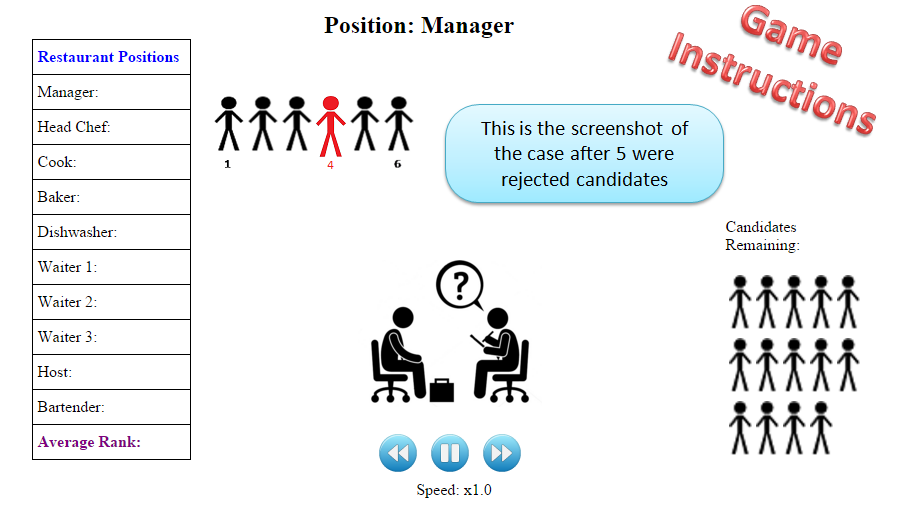 Position: Manager
Game
Instructions
Restaurant Positions
Manager:
Head Chef:
Cook:
Baker:
Dishwasher:
Waiter 1:
Waiter 2:
Waiter 3:
Host:
Bartender:
Average Rank:
1 4 6
This is the screenshot of
the case after 5 were
rejected candidates
Candidates
Remaining:
?
Speed: x1.0